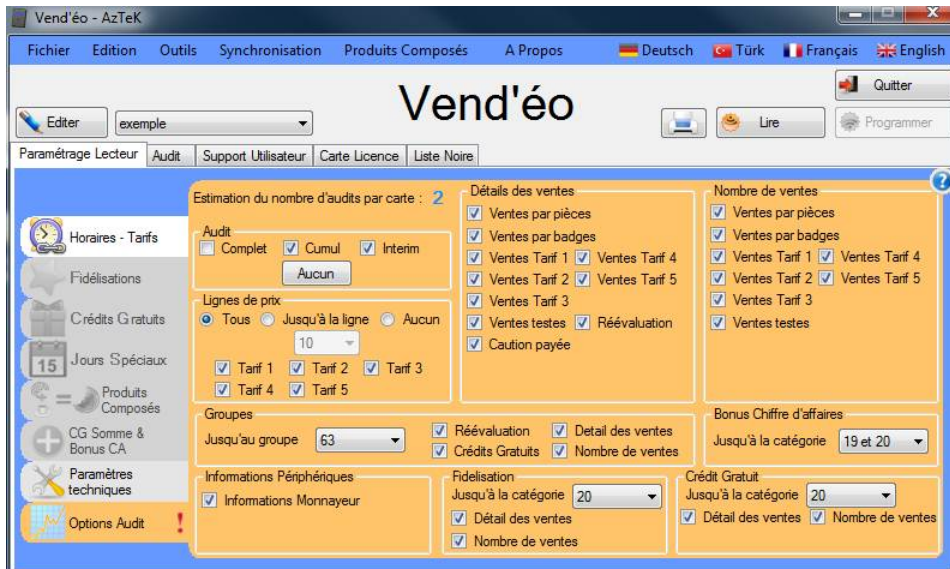 Vend'éo - AzTeK
Fichier Edition Outils Synchronisation Produits Composés A Propos Deutsch Türk Français English
Vend'éo
Quitter
Editer exemple Lire Programmer
Paramétrage Lecteur Audit Support Utilisateur Carte Licence Liste Noire
?
Horaires - Tarifs
Fidélisations
Crédits Gratuits
15 Jours Spéciaux
Produits
Composés
CG Somme &
Bonus CA
Paramètres
techniques
Options Audit !
Estimation du nombre d'audits par carte : 2
Audit
Complet Cumul Interim
Aucun
Lignes de prix
Tous Jusqu'à la ligne Aucun
10
Tarif 1 Tarif 2 Tarif 3
Tarif 4 Tarif 5
Détails des ventes
Ventes par pièces
Ventes par badges
Ventes Tarif 1 Ventes Tarif 4
Ventes Tarif 2 Ventes Tarif 5
Ventes Tarif 3
Ventes testes Réévaluation
Caution payée
Nombre de ventes
Ventes par pièces
Ventes par badges
Ventes Tarif 1 Ventes Tarif 4
Ventes Tarif 2 Ventes Tarif 5
Ventes Tarif 3
Ventes testes
Groupes
Jusqu'au groupe 63
Réévaluation Detail des ventes
Crédits Gratuits Nombre de ventes
Bonus Chiffre d'affaires
Jusqu'à la catégorie 19 et 20
Informations Périphériques
Informations Monnayeur
Fidelisation
Jusqu'à la catégorie 20
Détail des ventes
Nombre de ventes
Crédit Gratuit
Jusqu'à la catégorie 20
Détail des ventes Nombre de ventes